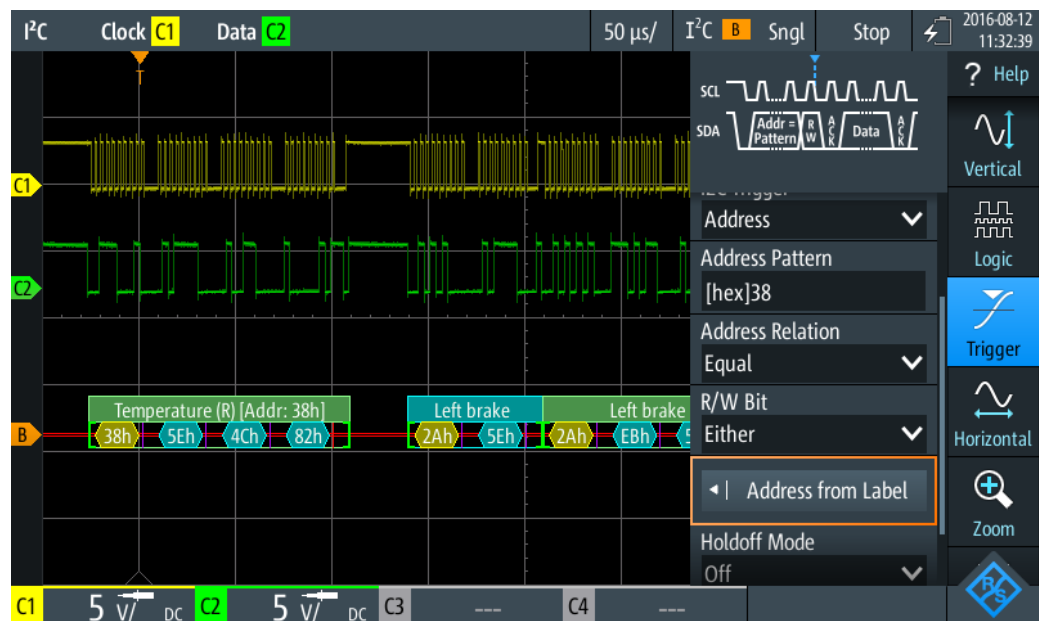 I²C Clock C1 Data C2 50 µs/ I²C B Sngl Stop 2016-08-12
11:32:39
? Help
T
SCL
SDA Addr = Pattern R W Ack Data Ack
Vertical
C1
Address
Address Pattern
Logic
C2
[hex]38
Address Relation
Trigger
Equal
R/W Bit
Temperature (R) [Addr: 38h] Left brake Left brake
B 38h 5Eh 4Ch 82h 2Ah 5Eh 2Ah EBh Either
Horizontal
Address from Label
Zoom
Holdoff Mode
Off
R&S
C1 5 V/ DC C2 5 V/ DC C3 --- C4 ---